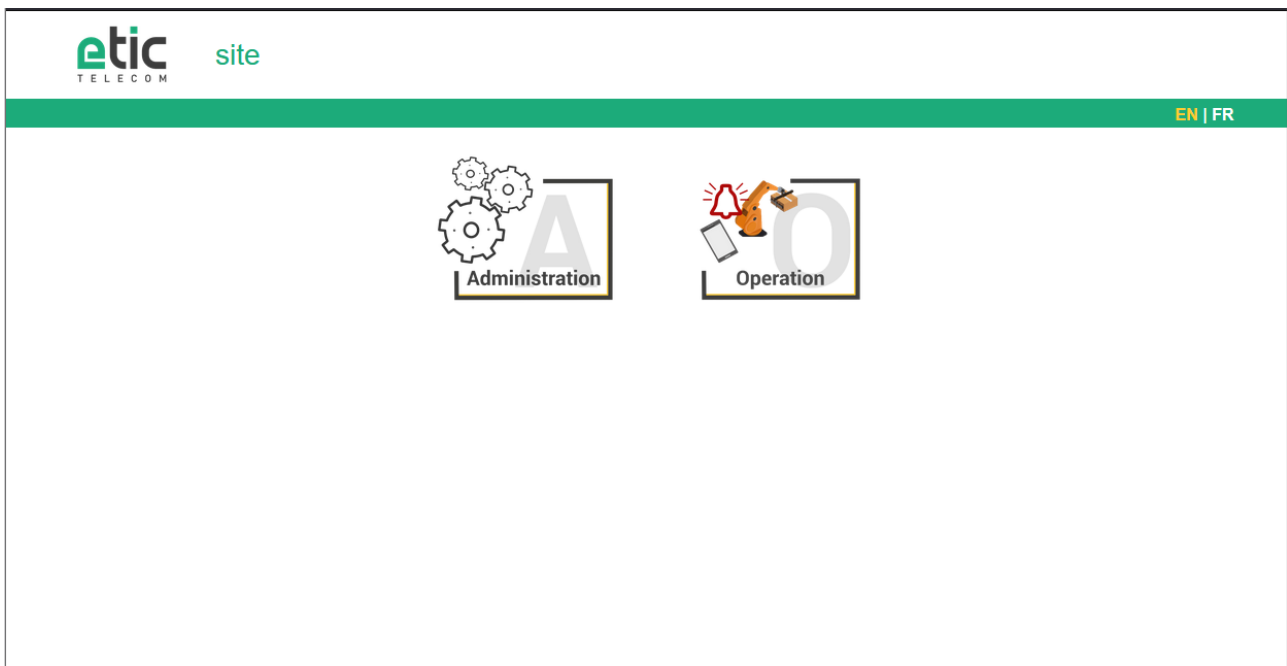 etic
TELECOM
site
EN | FR
A
Administration
O
Operation